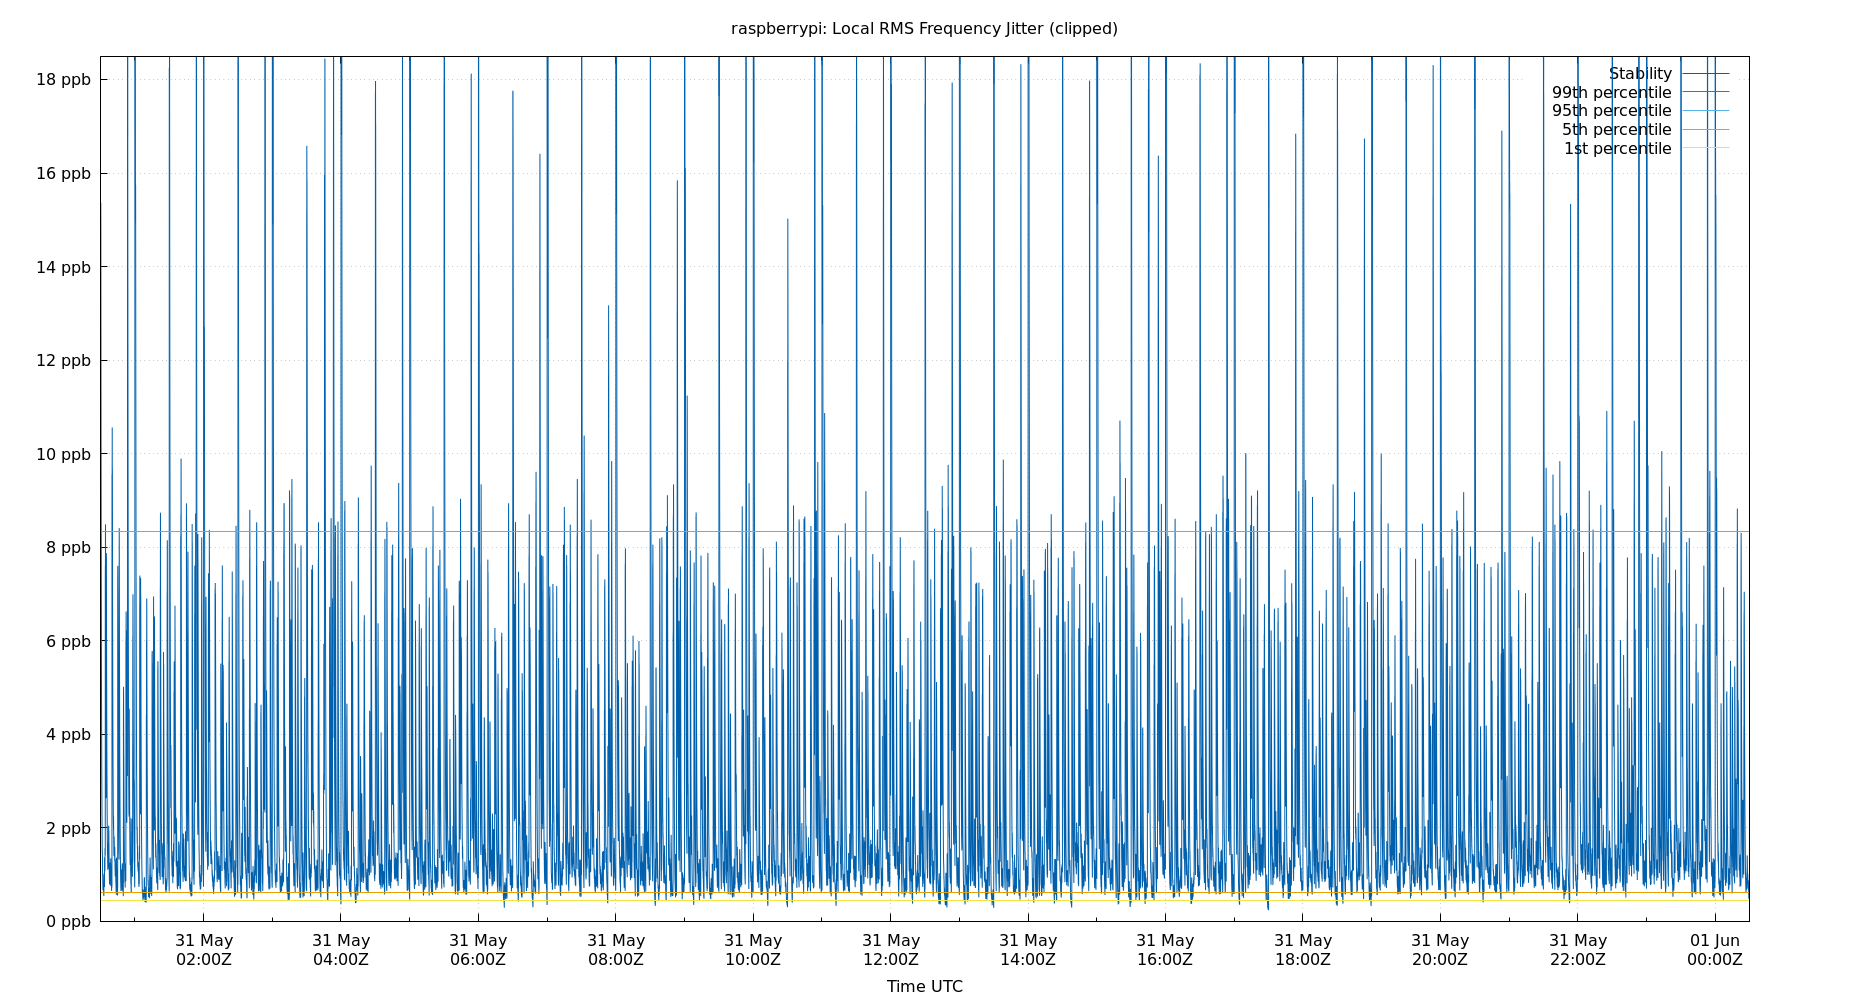 raspberrypi: Local RMS Frequency Jitter (clipped)
18 ppb
16 ppb
14 ppb
12 ppb
10 ppb
8 ppb
6 ppb
4 ppb
2 ppb
0 ppb
Stability
99th percentile
95th percentile
5th percentile
1st percentile
31 May 31 May 31 May 31 May 31 May 31 May 31 May 31 May 31 May 31 May 31 May 01 Jun
02:00Z 04:00Z 06:00Z 08:00Z 10:00Z 12:00Z 14:00Z 16:00Z 18:00Z 20:00Z 22:00Z 00:00Z
Time UTC